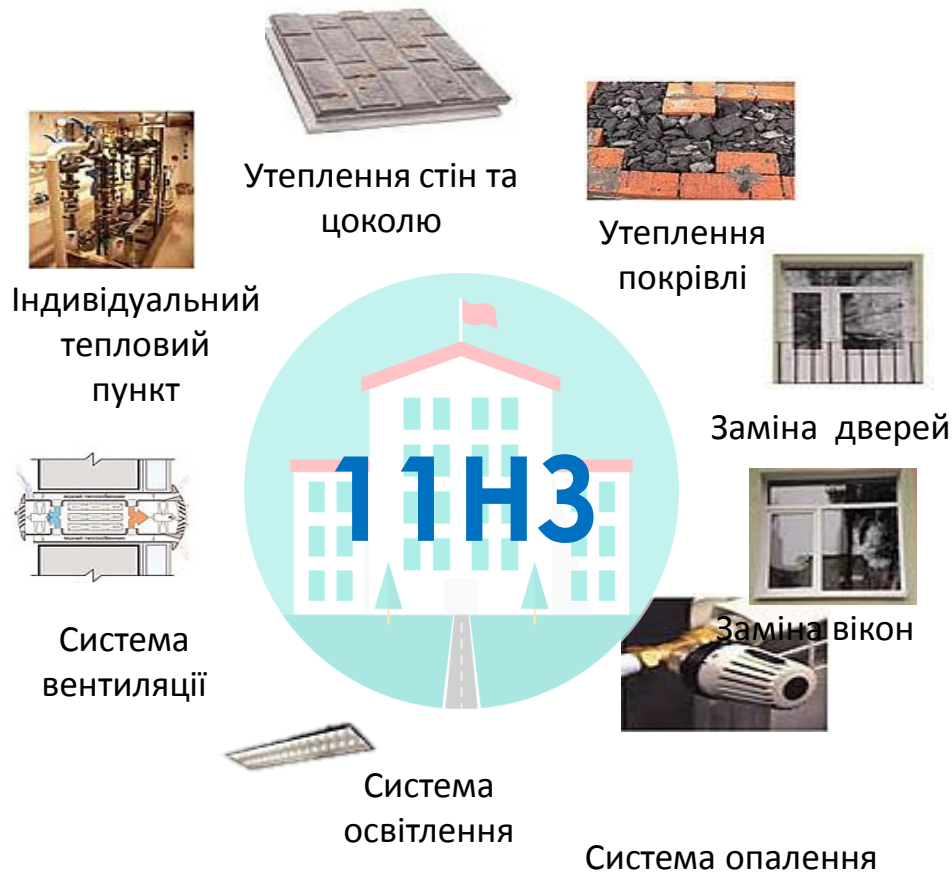 Утеплення стін та
цоколю
Утеплення
покрівлі
Індивідуальний
тепловий
пункт
Заміна дверей
11НЗ
Заміна вікон
Система
вентиляції
Система
освітлення
Система опалення